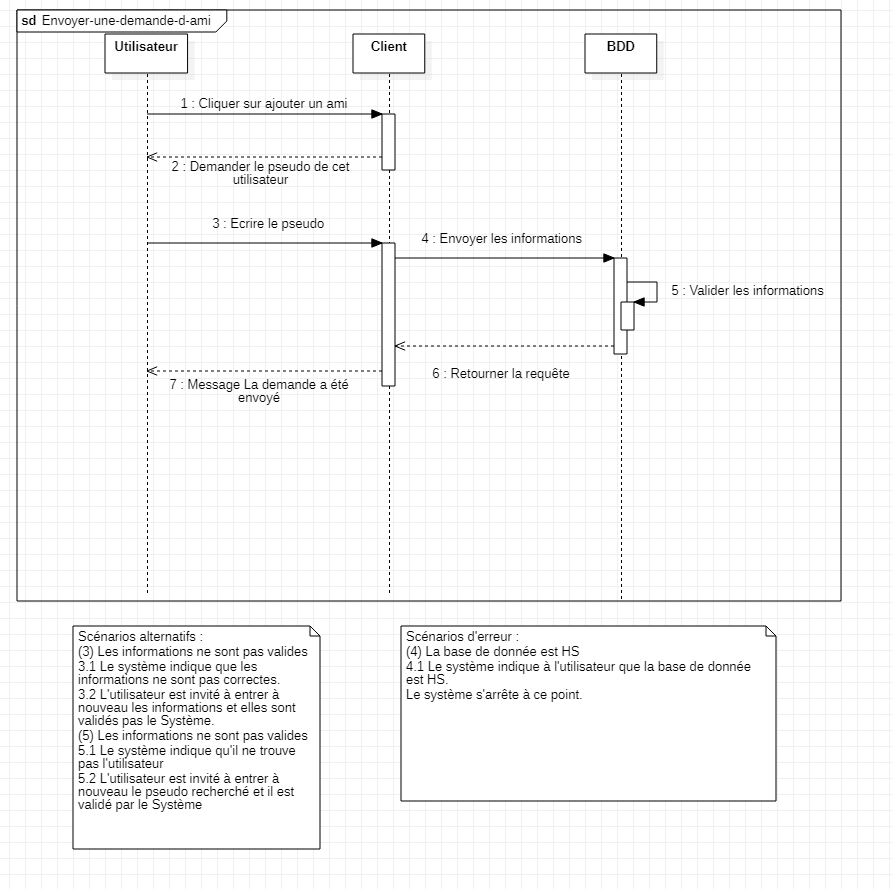 sd Envoyer-une-demande-d-ami
Utilisateur
Client
BDD
1 : Cliquer sur ajouter un ami
2 : Demander le pseudo de cet
utilisateur
3 : Ecrire le pseudo
4 : Envoyer les informations
5 : Valider les informations
6 : Retourner la requête
7 : Message La demande a été
envoyé
Scénarios alternatifs :
(3) Les informations ne sont pas valides
3.1 Le système indique que les
informations ne sont pas correctes.
3.2 L'utilisateur est invité à entrer à
nouveau les informations et elles sont
validés pas le Système.
(5) Les informations ne sont pas valides
5.1 Le système indique qu'il ne trouve
pas l'utilisateur
5.2 L'utilisateur est invité à entrer à
nouveau le pseudo recherché et il est
validé par le Système
Scénarios d'erreur :
(4) La base de donnée est HS
4.1 Le système indique à l'utilisateur que la base de donnée
est HS.
Le système s'arrête à ce point.